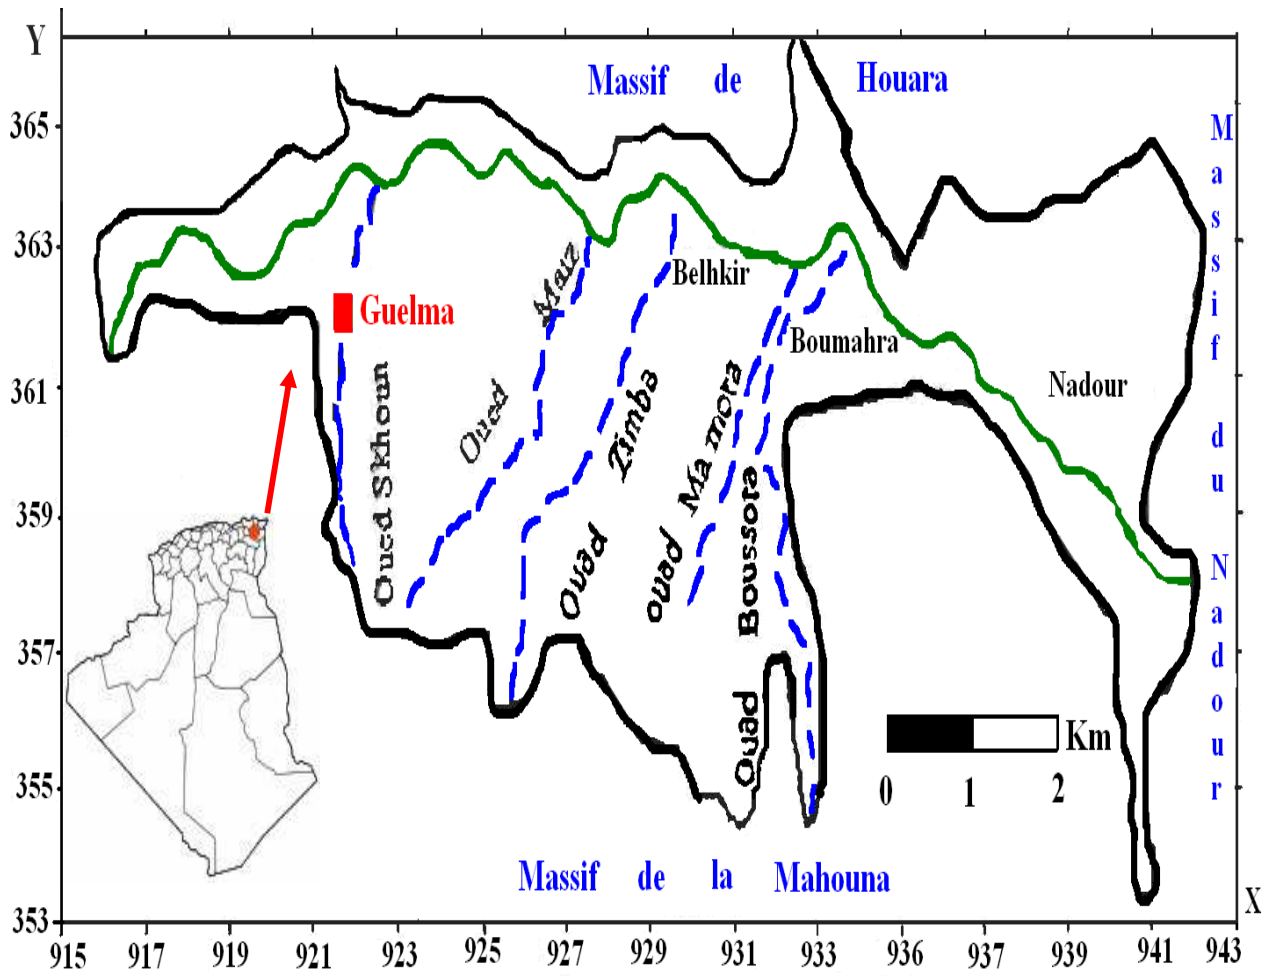 Y
Massif de Houara
365
363
361
359
357
355
353
Massif du Nadour
Maiz
Belhkir
Guelma
Boumahra
Nadour
Oued Skhoun
Oued
Zimba
Ma mora
Boussora
Ouad
ouad
Ouad
Km
0 1 2
Massif de la Mahouna
X
915 917 919 921 923 925 927 929 931 933 936 937 939 941 943